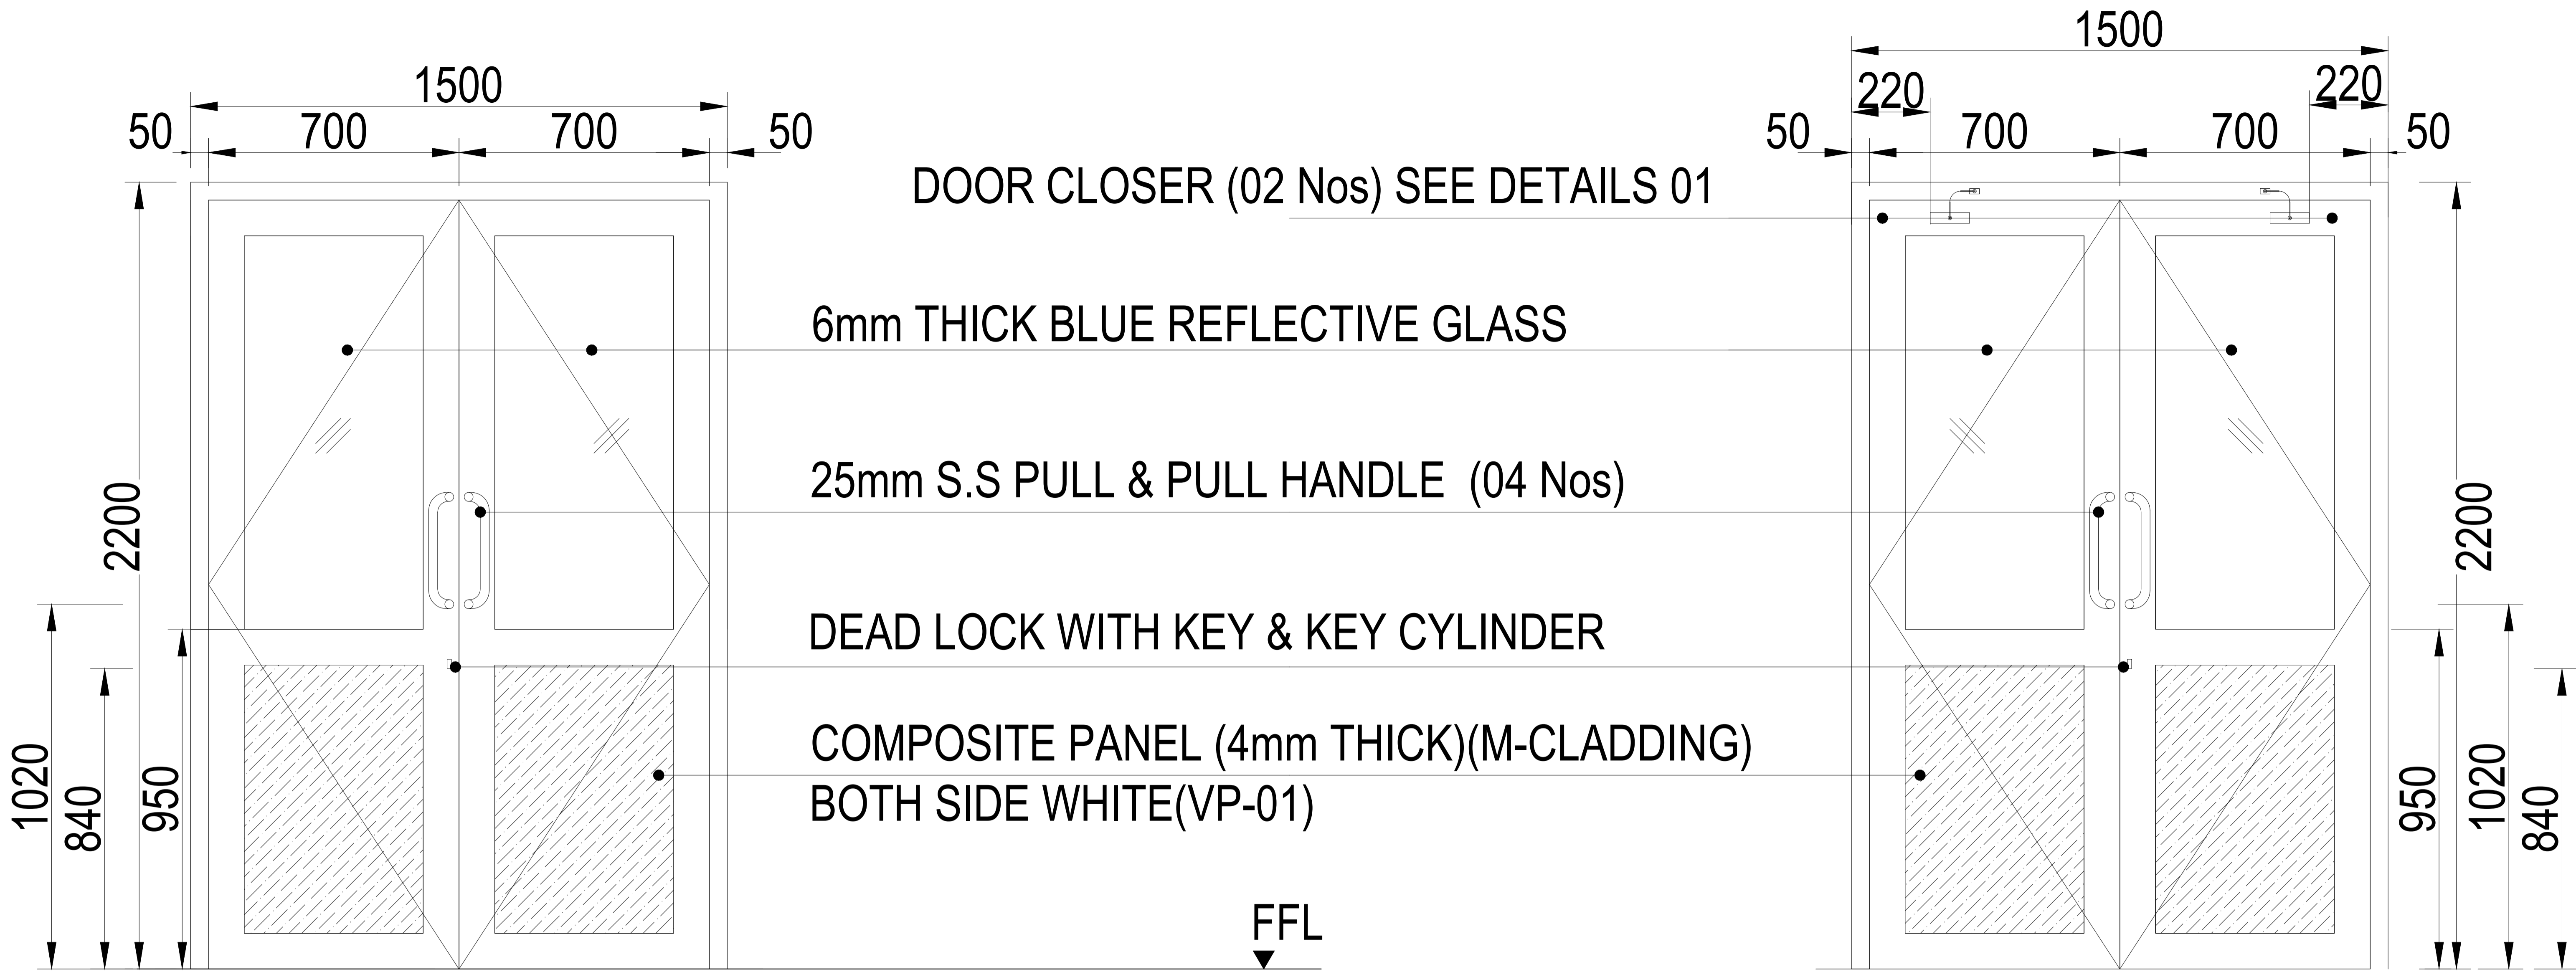 1500
50
700
700
50
2200
1020
840
950
DOOR CLOSER (02 Nos) SEE DETAILS 01
6mm THICK BLUE REFLECTIVE GLASS
25mm S.S PULL & PULL HANDLE (04 Nos)
DEAD LOCK WITH KEY & KEY CYLINDER
COMPOSITE PANEL (4mm THICK)(M-CLADDING)
BOTH SIDE WHITE(VP-01)
FFL
1500
220
220
50
700
700
50
2200
950
1020
840